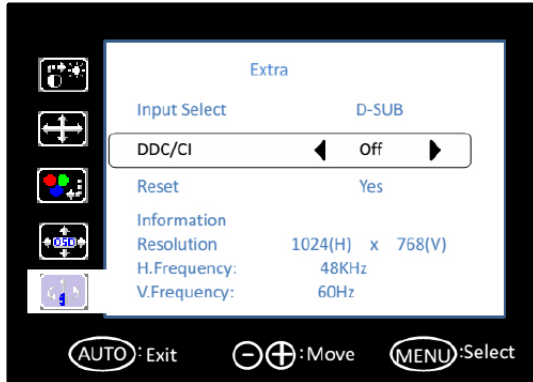 Extra
Input Select D-SUB
DDC/CI Off
Reset Yes
Information
Resolution 1024(H) x 768(V)
H.Frequency: 48KHz
V.Frequency: 60Hz
OSD
AUTO: Exit - + : Move MENU:Select